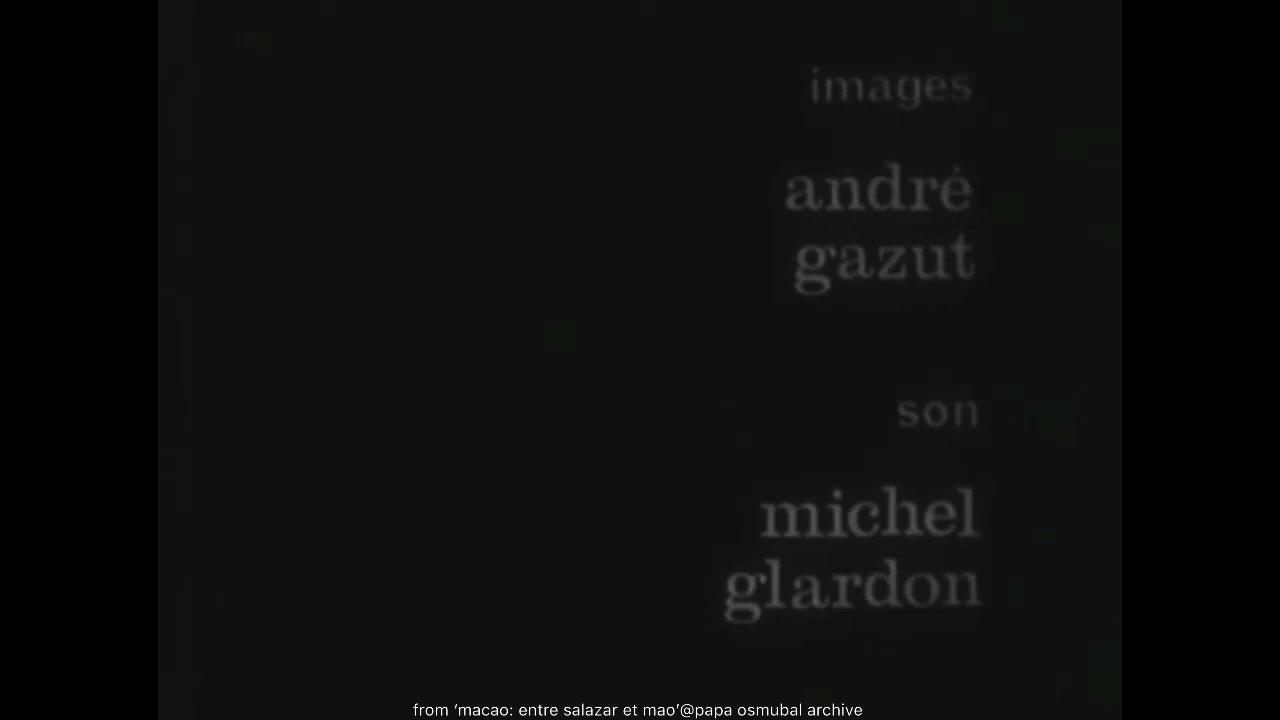 images
andré
gazut
son
michel
glardon
from ‘macao: entre salazar et mao’@papa osmubal archive